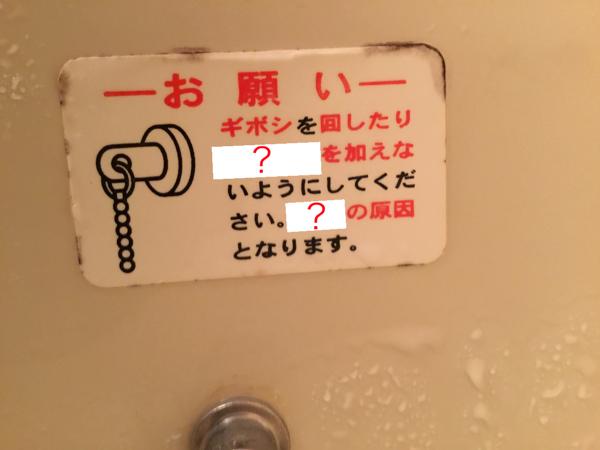 ―お願い―
ギボシを回したり
?を加えな
いようにしてくだ
さい。?の原因
となります。